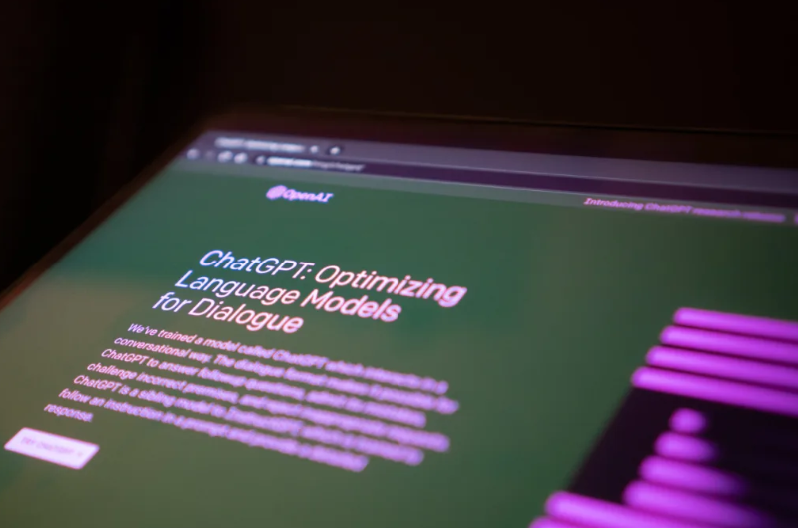 OpenAI
Introducing ChatGPT research release
ChatGPT: Optimizing
Language Models
for Dialogue
We've trained a model called ChatGPT which interacts in a
conversational way. The dialogue format makes it possible for
ChatGPT to answer followup questions, admit its mistakes,
challenge incorrect premises, and reject inappropriate requests.
ChatGPT is a sibling model to InstructGPT, which is trained to
follow an instruction in a prompt and provide a detailed
response.